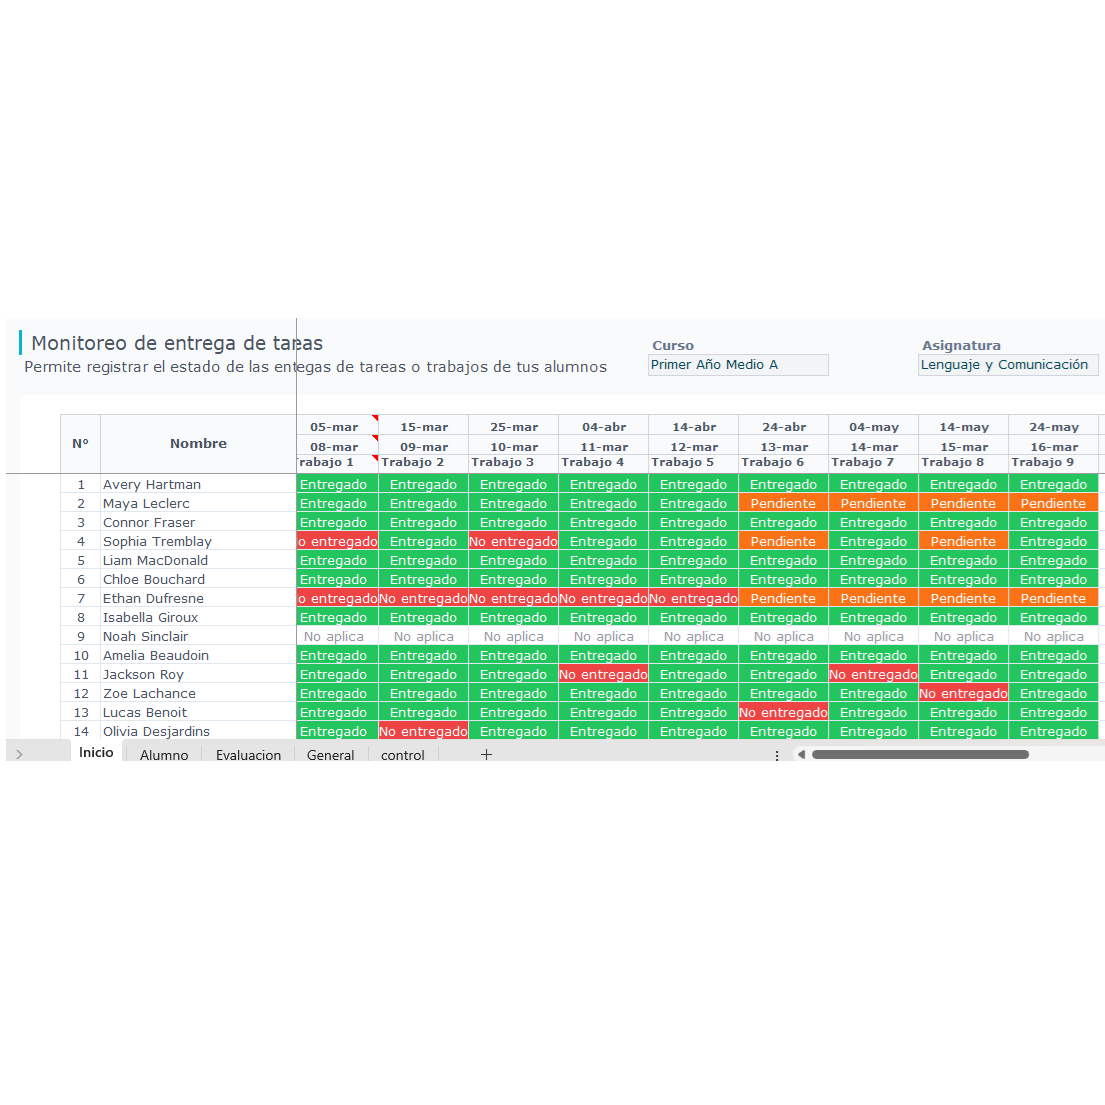 Monitoreo de entrega de tareas
Permite registrar el estado de las entegas de tareas o trabajos de tus alumnos
Curso
Primer Año Medio A
Asignatura
Lenguaje y Comunicación
Nº Nombre
05-mar 15-mar 25-mar 04-abr 14-abr 24-abr 04-may 14-may 24-may
08-mar 09-mar 10-mar 11-mar 12-mar 13-mar 14-mar 15-mar 16-mar
rabajo 1 Trabajo 2 Trabajo 3 Trabajo 4 Trabajo 5 Trabajo 6 Trabajo 7 Trabajo 8 Trabajo 9
1 Avery Hartman Entregado Entregado Entregado Entregado Entregado Entregado Entregado Entregado Entregado
2 Maya Leclerc Entregado Entregado Entregado Entregado Entregado Pendiente Pendiente Pendiente Pendiente
3 Connor Fraser Entregado Entregado Entregado Entregado Entregado Entregado Entregado Entregado Entregado
4 Sophia Tremblay o entregado Entregado No entregado Entregado Entregado Pendiente Entregado Pendiente Entregado
5 Liam MacDonald Entregado Entregado Entregado Entregado Entregado Entregado Entregado Entregado Entregado
6 Chloe Bouchard Entregado Entregado Entregado Entregado Entregado Entregado Entregado Entregado Entregado
7 Ethan Dufresne o entregado No entregado No entregado No entregado No entregado Pendiente Pendiente Pendiente Pendiente
8 Isabella Giroux Entregado Entregado Entregado Entregado Entregado Entregado Entregado Entregado Entregado
9 Noah Sinclair No aplica No aplica No aplica No aplica No aplica No aplica No aplica No aplica No aplica
10 Amelia Beaudoin Entregado Entregado Entregado Entregado Entregado Entregado Entregado Entregado Entregado
11 Jackson Roy Entregado Entregado Entregado No entregado Entregado Entregado No entregado Entregado Entregado
12 Zoe Lachance Entregado Entregado Entregado Entregado Entregado Entregado Entregado No entregado Entregado
13 Lucas Benoit Entregado Entregado Entregado Entregado Entregado No entregado Entregado Entregado Entregado
14 Olivia Desjardins Entregado No entregado Entregado Entregado Entregado Entregado Entregado Entregado Entregado
Inicio Alumno Evaluacion General control